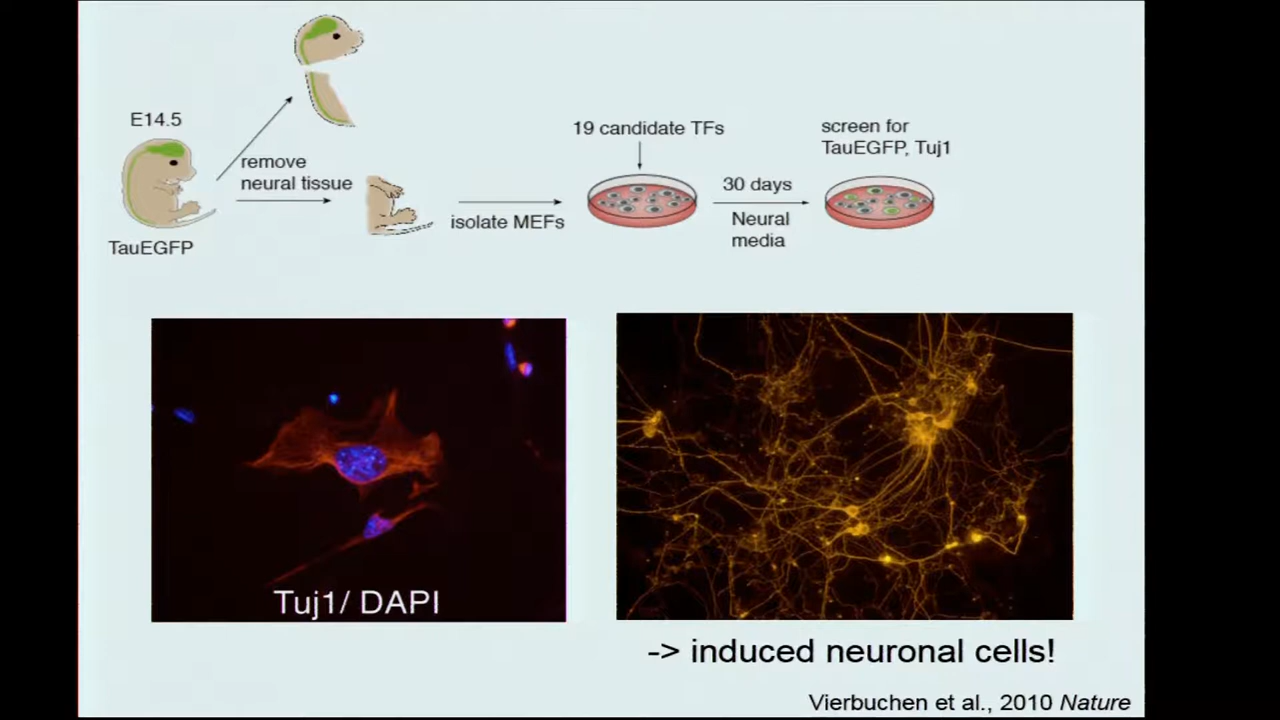 E14.5
TauEGFP
remove
neural tissue
isolate MEFs
19 candidate TFs
30 days
Neural
media
screen for
TauEGFP, Tuj1
Tuj1/ DAPI
-> induced neuronal cells!
Vierbuchen et al., 2010 Nature